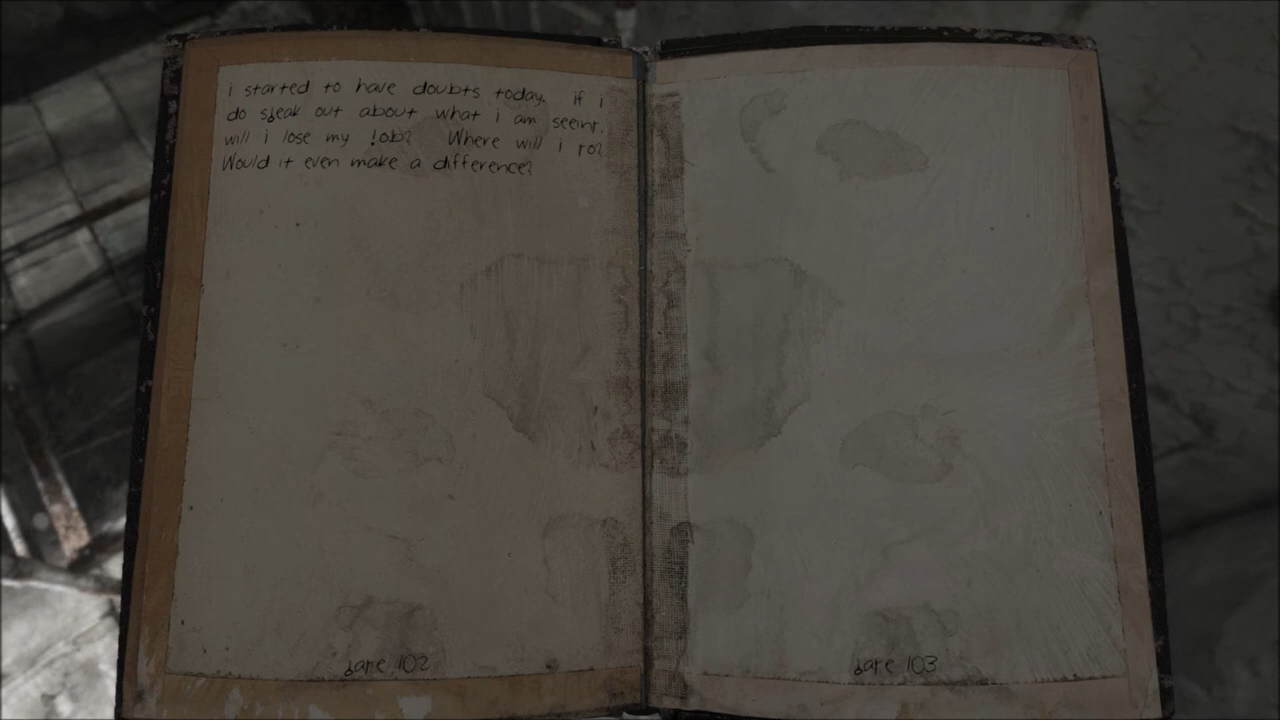 i started to have doubts today. if i
do speak out about what i am seeing,
will i lose my job? Where will i go?
Would it even make a difference?
page 102
page 103